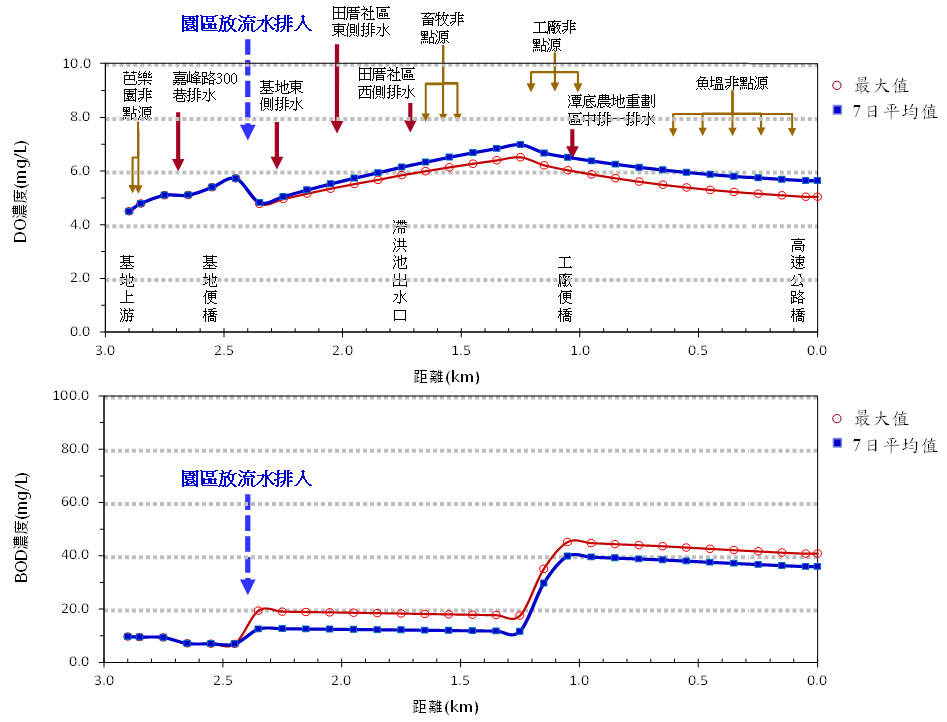 園區放流水排入
田厝社區
東側排水
畜牧非
點源
工廠非
點源
芭樂
園非
點源
嘉峰路300
巷排水
基地東
側排水
田厝社區
西側排水
潭底農地重劃
區中排一排水
魚塭非點源
最大值
7日平均值
DO濃度(mg/L)
10.0
8.0
6.0
4.0
2.0
0.0
基地上游
基地便橋
滯洪池出水口
工廠便橋
高速公路橋
3.0 2.5 2.0 1.5 1.0 0.5 0.0
距離(km)
BOD濃度(mg/L)
100.0
80.0
60.0
40.0
20.0
0.0
園區放流水排入
最大值
7日平均值
3.0 2.5 2.0 1.5 1.0 0.5 0.0
距離(km)